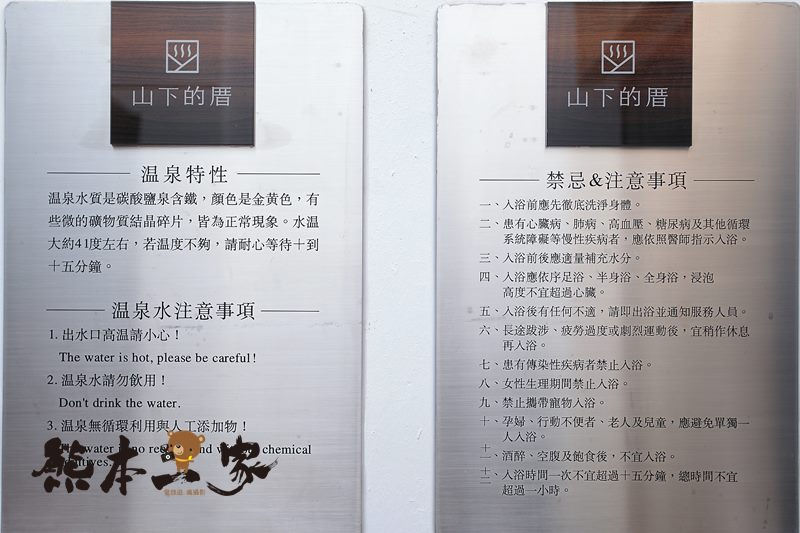 山下的厝
温泉特性
温泉水質是碳酸鹽泉含鐵，顏色是金黃色，有
些微的礦物質結晶碎片，皆為正常現象。水溫
大約41度左右，若溫度不夠，請耐心等待十到
十五分鐘。
温泉水注意事項
1. 出水口高溫請小心！
The water is hot, please be careful!
2. 溫泉水請勿飲用！
Don't drink the water.
3. 溫泉無循環利用與人工添加物！
water no chemical
熊本一家
山下的厝
禁忌&注意事項
一、入浴前應先徹底洗淨身體。
二、患有心臟病、肺病、高血壓、糖尿病及其他循環
系統障礙等慢性疾病者，應依照醫師指示入浴。
三、入浴前後應適量補充水分。
四、入浴應依序足浴、半身浴、全身浴，浸泡
高度不宜超過心臟。
五、入浴後有任何不適，請即出浴並通知服務人員。
六、長途跋涉、疲勞過度或劇烈運動後，宜稍作休息
再入浴。
七、患有傳染性疾病者禁止入浴。
八、女性生理期間禁止入浴。
九、禁止攜帶寵物入浴。
十、孕婦、行動不便者、老人及兒童，應避免單獨一
人入浴。
十一、酒醉、空腹及飽食後，不宜入浴。
十二、入浴時間一次不宜超過十五分鐘，總時間不宜
超過一小時。